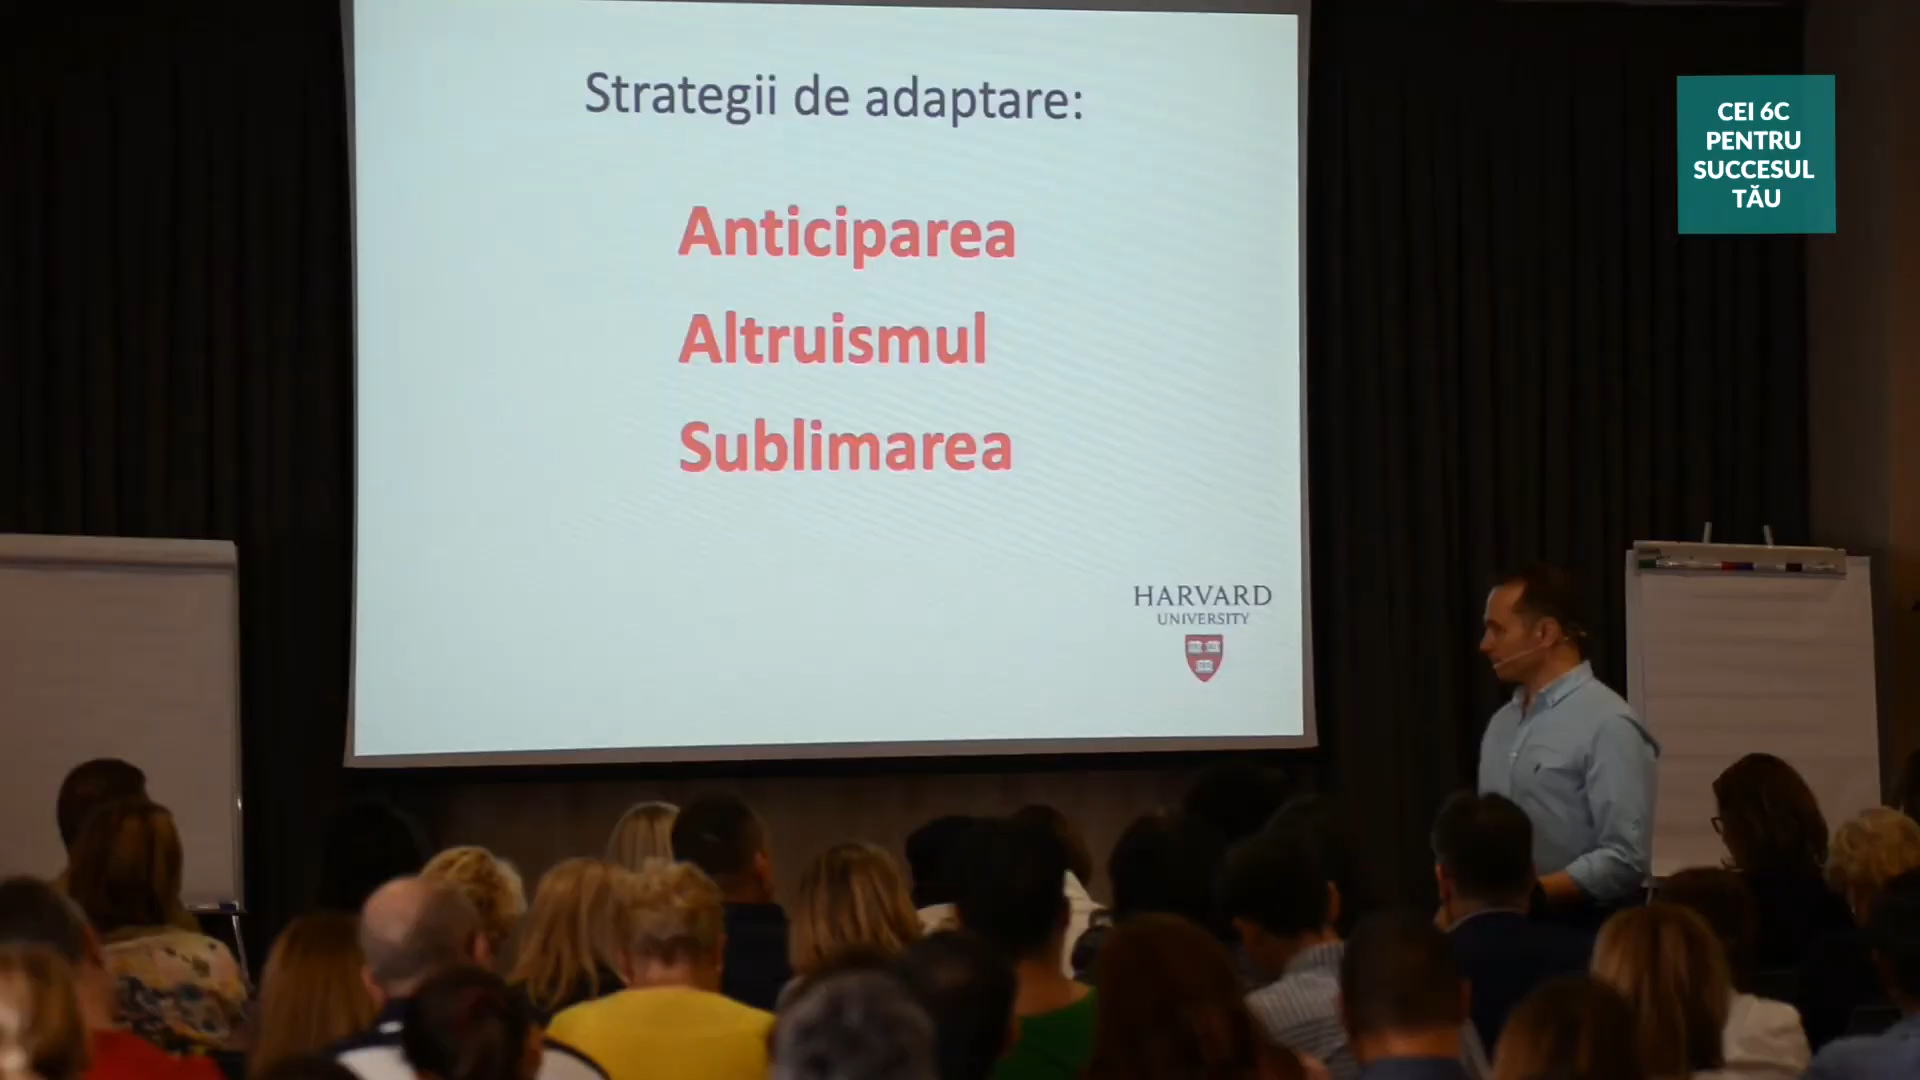 Strategii de adaptare:
Anticiparea
Altruismul
Sublimarea
HARVARD
UNIVERSITY
CEI 6C
PENTRU
SUCCESUL
TĂU